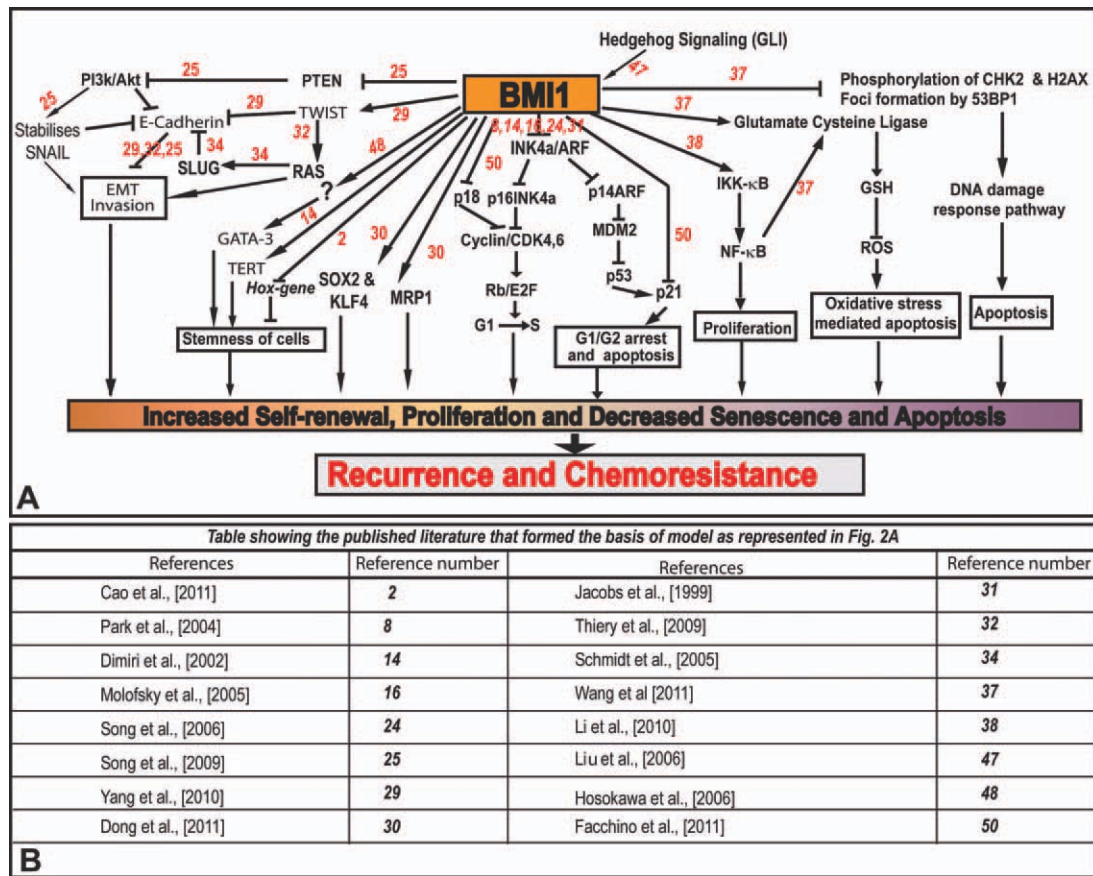 Hedgehog Signaling (GLI)
47
PI3k/Akt
25
PTEN
25
BMI1
37
Phosphorylation of CHK2 & H2AX
Foci formation by 53BP1
25
Stabilises
SNAIL
E-Cadherin
29
TWIST
29
8,14,16,24,31
37
Glutamate Cysteine Ligase
29,32,25
34
SLUG
34
32
RAS
48
50
INK4a/ARF
38
EMT
Invasion
?
p18
p16INK4a
p14ARF
IKK-κB
37
GSH
DNA damage
response pathway
14
2
30
30
50
GATA-3
TERT
Hox-gene
SOX2 &
KLF4
MRP1
Cyclin/CDK4,6
MDM2
p53
p21
NF-κB
ROS
Rb/E2F
G1
S
Stemness of cells
G1/G2 arrest
and apoptosis
Proliferation
Oxidative stress
mediated apoptosis
Apoptosis
Increased Self-renewal, Proliferation and Decreased Senescence and Apoptosis
Recurrence and Chemoresistance
A
Table showing the published literature that formed the basis of model as represented in Fig. 2A
References Reference number References Reference number
Cao et al., [2011] 2 Jacobs et al., [1999] 31
Park et al., [2004] 8 Thiery et al., [2009] 32
Dimiri et al., [2002] 14 Schmidt et al., [2005] 34
Molofsky et al., [2005] 16 Wang et al [2011] 37
Song et al., [2006] 24 Li et al., [2010] 38
Song et al., [2009] 25 Liu et al., [2006] 47
Yang et al., [2010] 29 Hosokawa et al., [2006] 48
Dong et al., [2011] 30 Facchino et al., [2011] 50
B